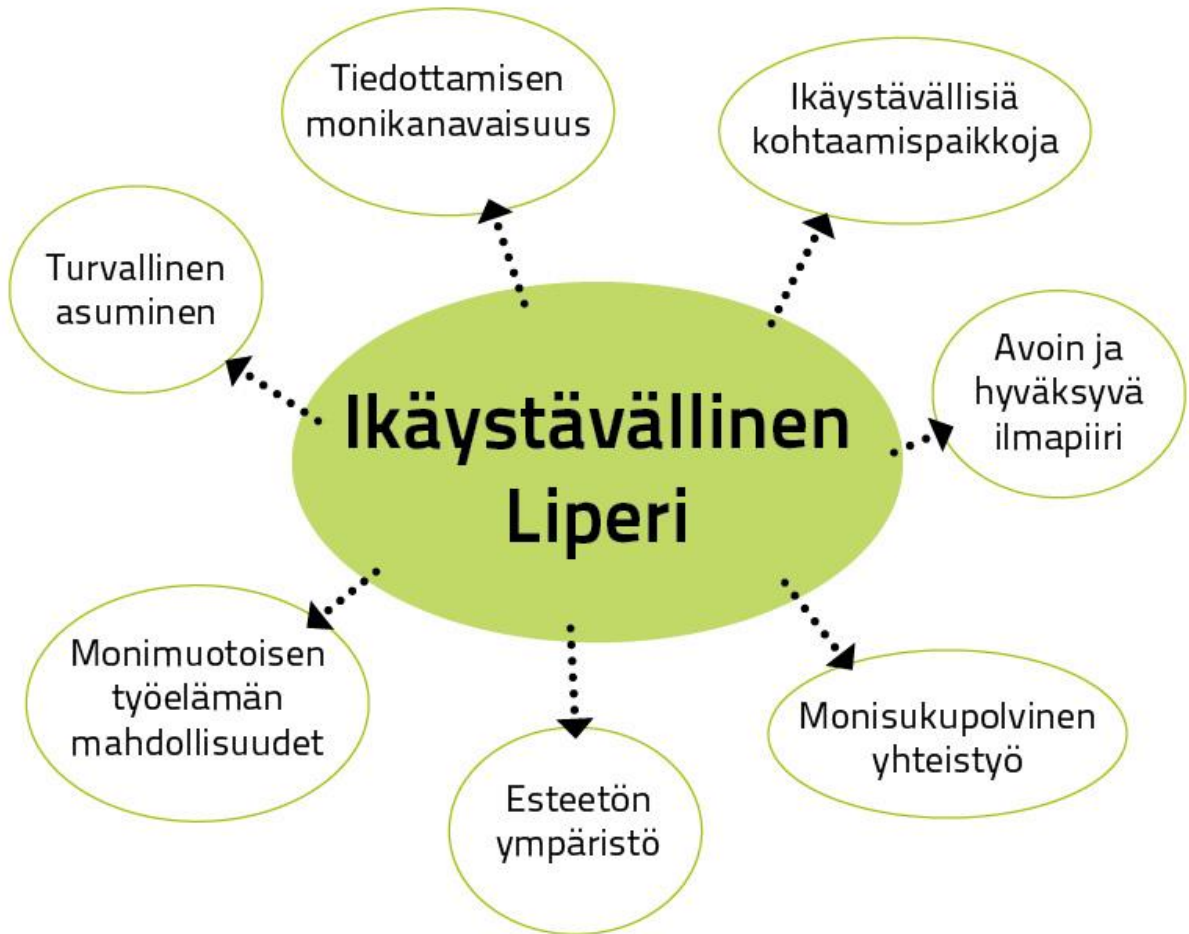 Tiedottamisen
monikanavaisuus
Ikäystävällisiä
kohtaamispaikkoja
Turvallinen
asuminen
Avoin ja
hyväksyvä
ilmapiiri
Ikäystävällinen
Liperi
Monimuotoisen
työelämän
mahdollisuudet
Monisukupolvinen
yhteistyö
Esteetön
ympäristö